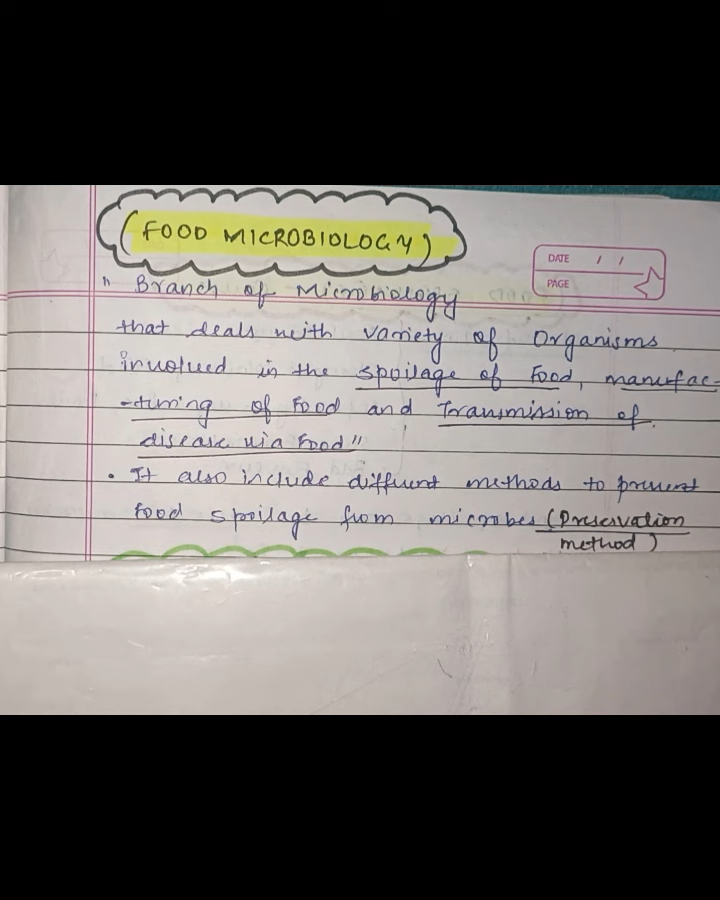 (FOOD MICROBIOLOGY)
DATE / /
PAGE
" Branch of Microbiology
that deals with variety of organisms
involved in the spoilage of Food, manufac-
-turing of Food and Transmission of
disease via Food"
• It also include different methods to prevent
Food spoilage from microbes (Preservation
method)